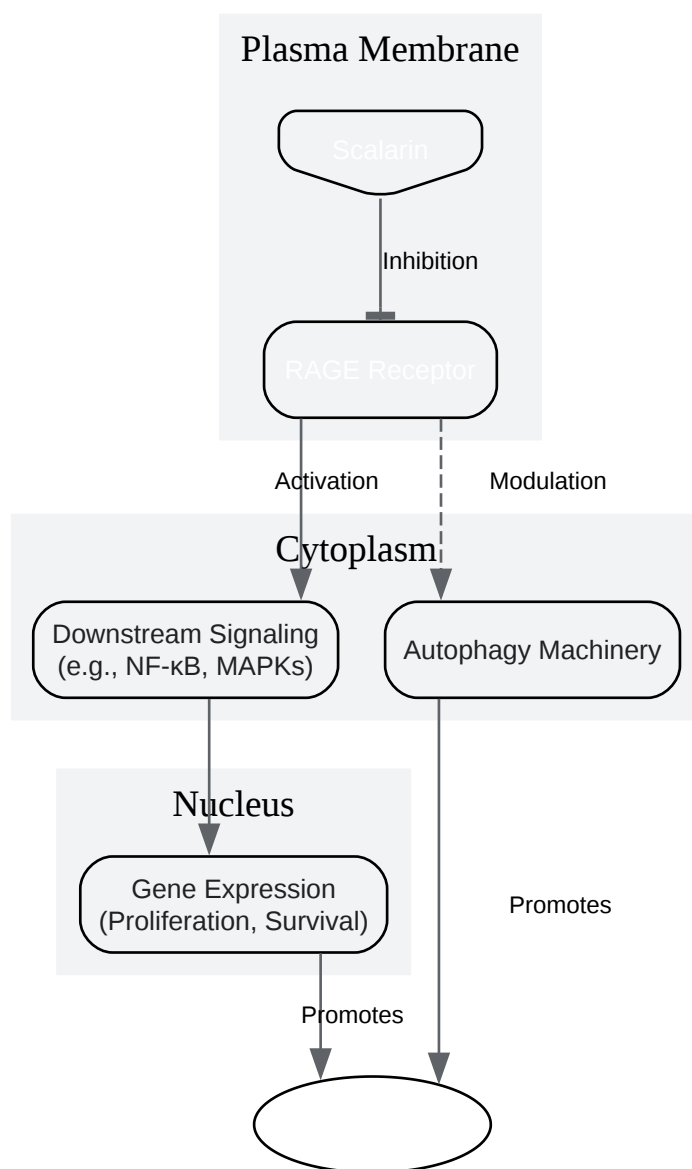 Plasma Membrane
Scalarin
Inhibition
RAGE Receptor
Activation
Modulation
Cytoplasm
Downstream Signaling
(e.g., NF-κB, MAPKs)
Autophagy Machinery
Nucleus
Gene Expression
(Proliferation, Survival)
Promotes
Promotes